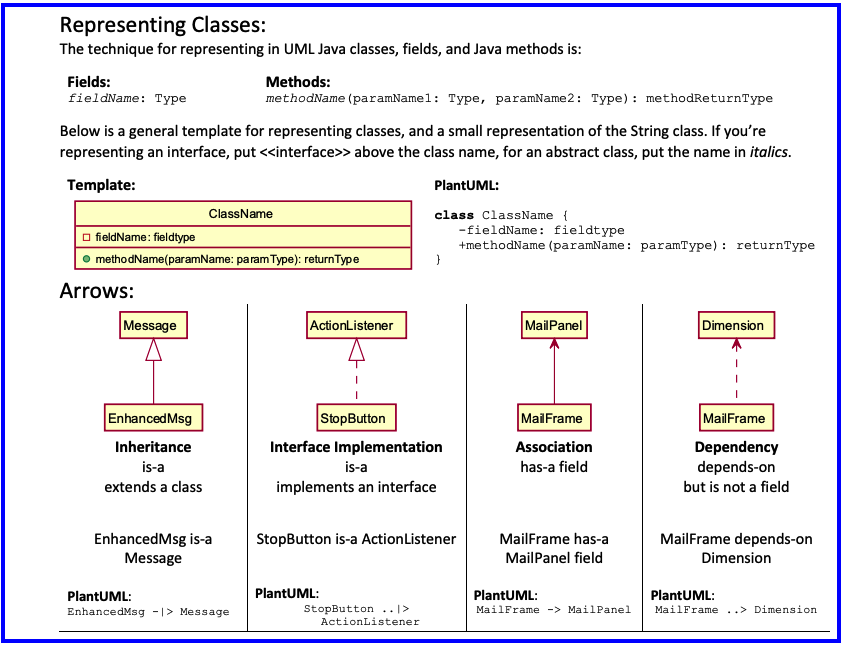 Representing Classes:
The technique for representing in UML Java classes, fields, and Java methods is:
Fields:
fieldName: Type
Methods:
methodName(paramName1: Type, paramName2: Type): methodReturnType
Below is a general template for representing classes, and a small representation of the String class. If you're
representing an interface, put <<interface>> above the class name, for an abstract class, put the name in italics.
Template:
ClassName
fieldName: fieldtype
methodName(paramName: paramType): returnType
PlantUML:
class ClassName {
-fieldName: fieldtype
+methodName(paramName: paramType): returnType
}
Arrows:
Message
EnhancedMsg
Inheritance
is-a
extends a class
EnhancedMsg is-a
Message
PlantUML:
EnhancedMsg -|> Message
ActionListener
StopButton
Interface Implementation
is-a
implements an interface
StopButton is-a ActionListener
PlantUML:
StopButton ..|>
ActionListener
MailPanel
MailFrame
Association
has-a field
MailFrame has-a
MailPanel field
PlantUML:
MailFrame -> MailPanel
Dimension
MailFrame
Dependency
depends-on
but is not a field
MailFrame depends-on
Dimension
PlantUML:
MailFrame ..> Dimension